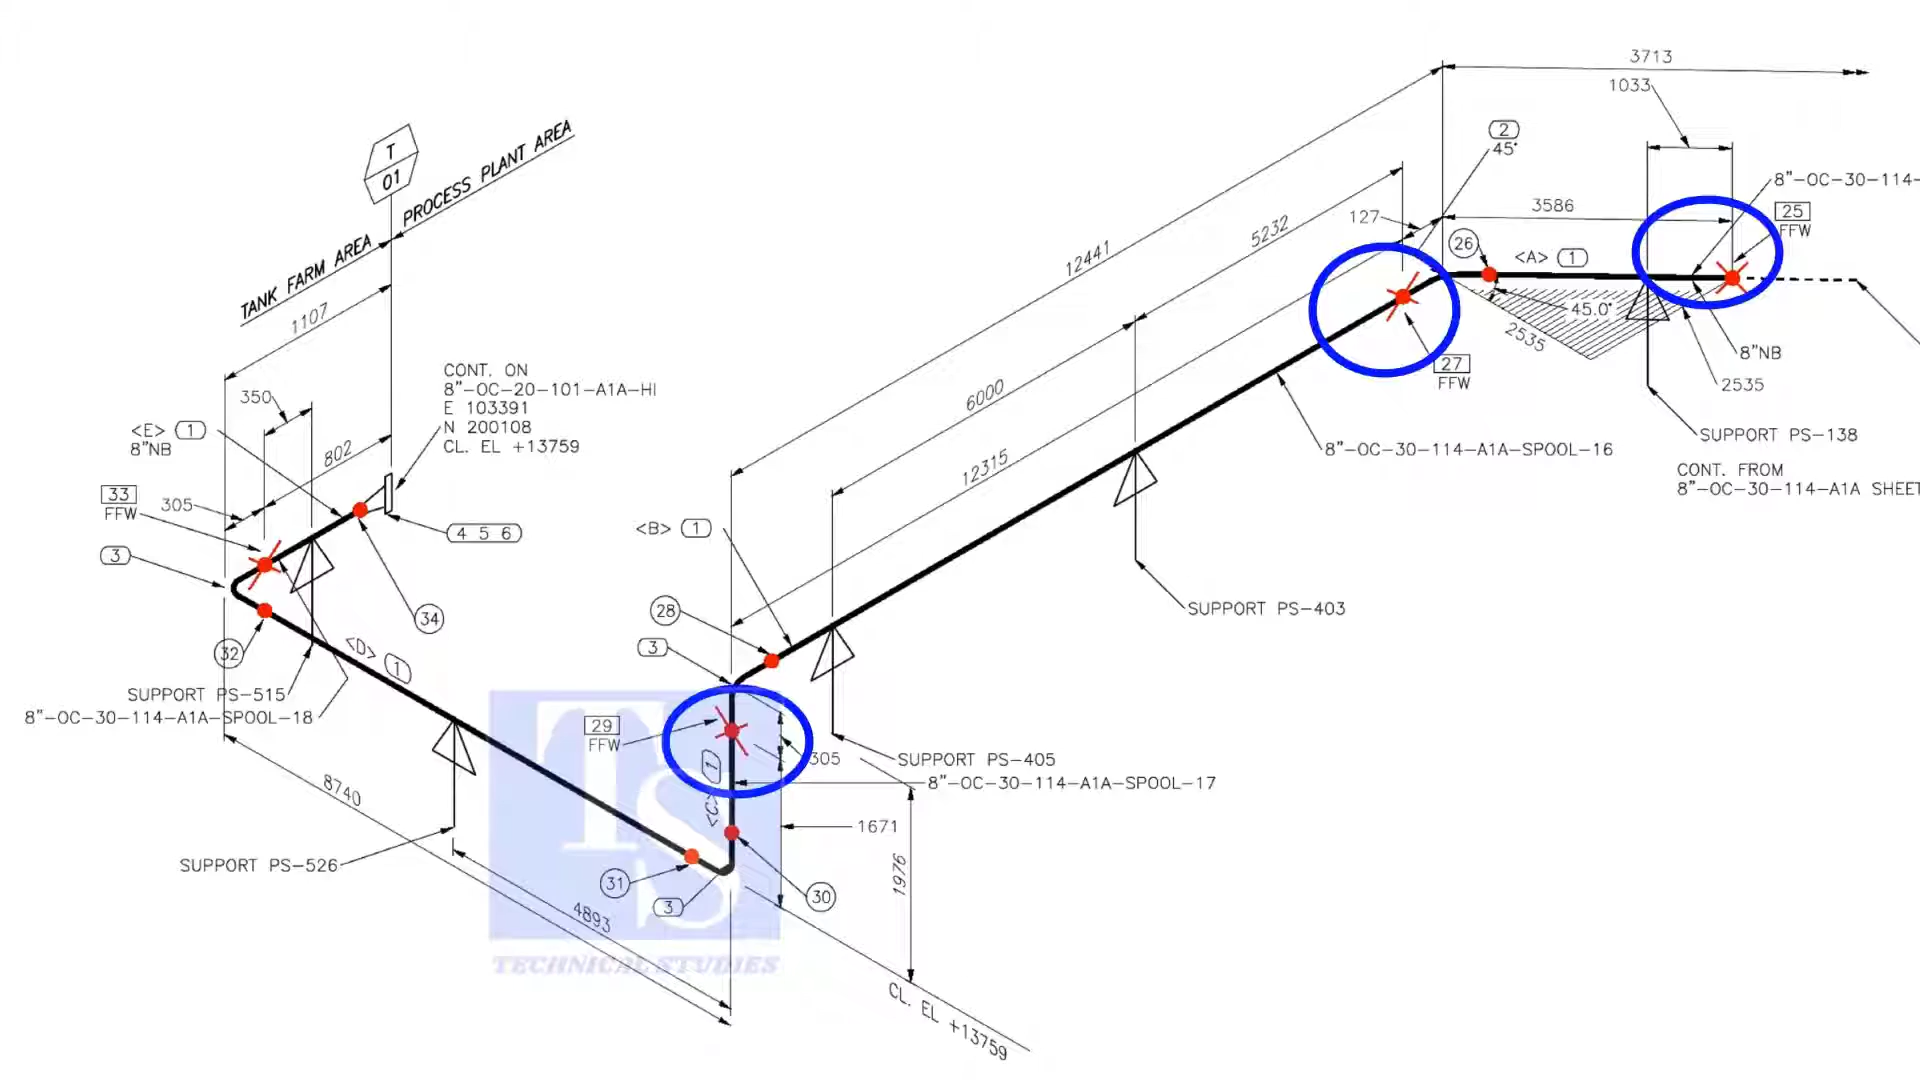 3713
1033
2
45°
8"-OC-30-114-
25
FFW
3586
127
5232
12441
26
<A> 1
45.0°
2535
8"NB
2535
SUPPORT PS-138
CONT. FROM
8"-OC-30-114-A1A SHEET
27
FFW
8"-OC-30-114-A1A-SPOOL-16
6000
12315
SUPPORT PS-403
T
01
PROCESS PLANT AREA
TANK FARM AREA
1107
350
802
CONT. ON
8"-OC-20-101-A1A-HI
E 103391
N 200108
CL. EL +13759
<E> 1
8"NB
33
FFW
305
3
4 5 6
34
32
<D> 1
SUPPORT PS-515
8"-OC-30-114-A1A-SPOOL-18
8740
SUPPORT PS-526
4893
31
3
30
<B> 1
28
3
29
FFW
<C> 1
305
SUPPORT PS-405
8"-OC-30-114-A1A-SPOOL-17
1671
1976
CL. EL +13759
TS
TECHNICAL STUDIES